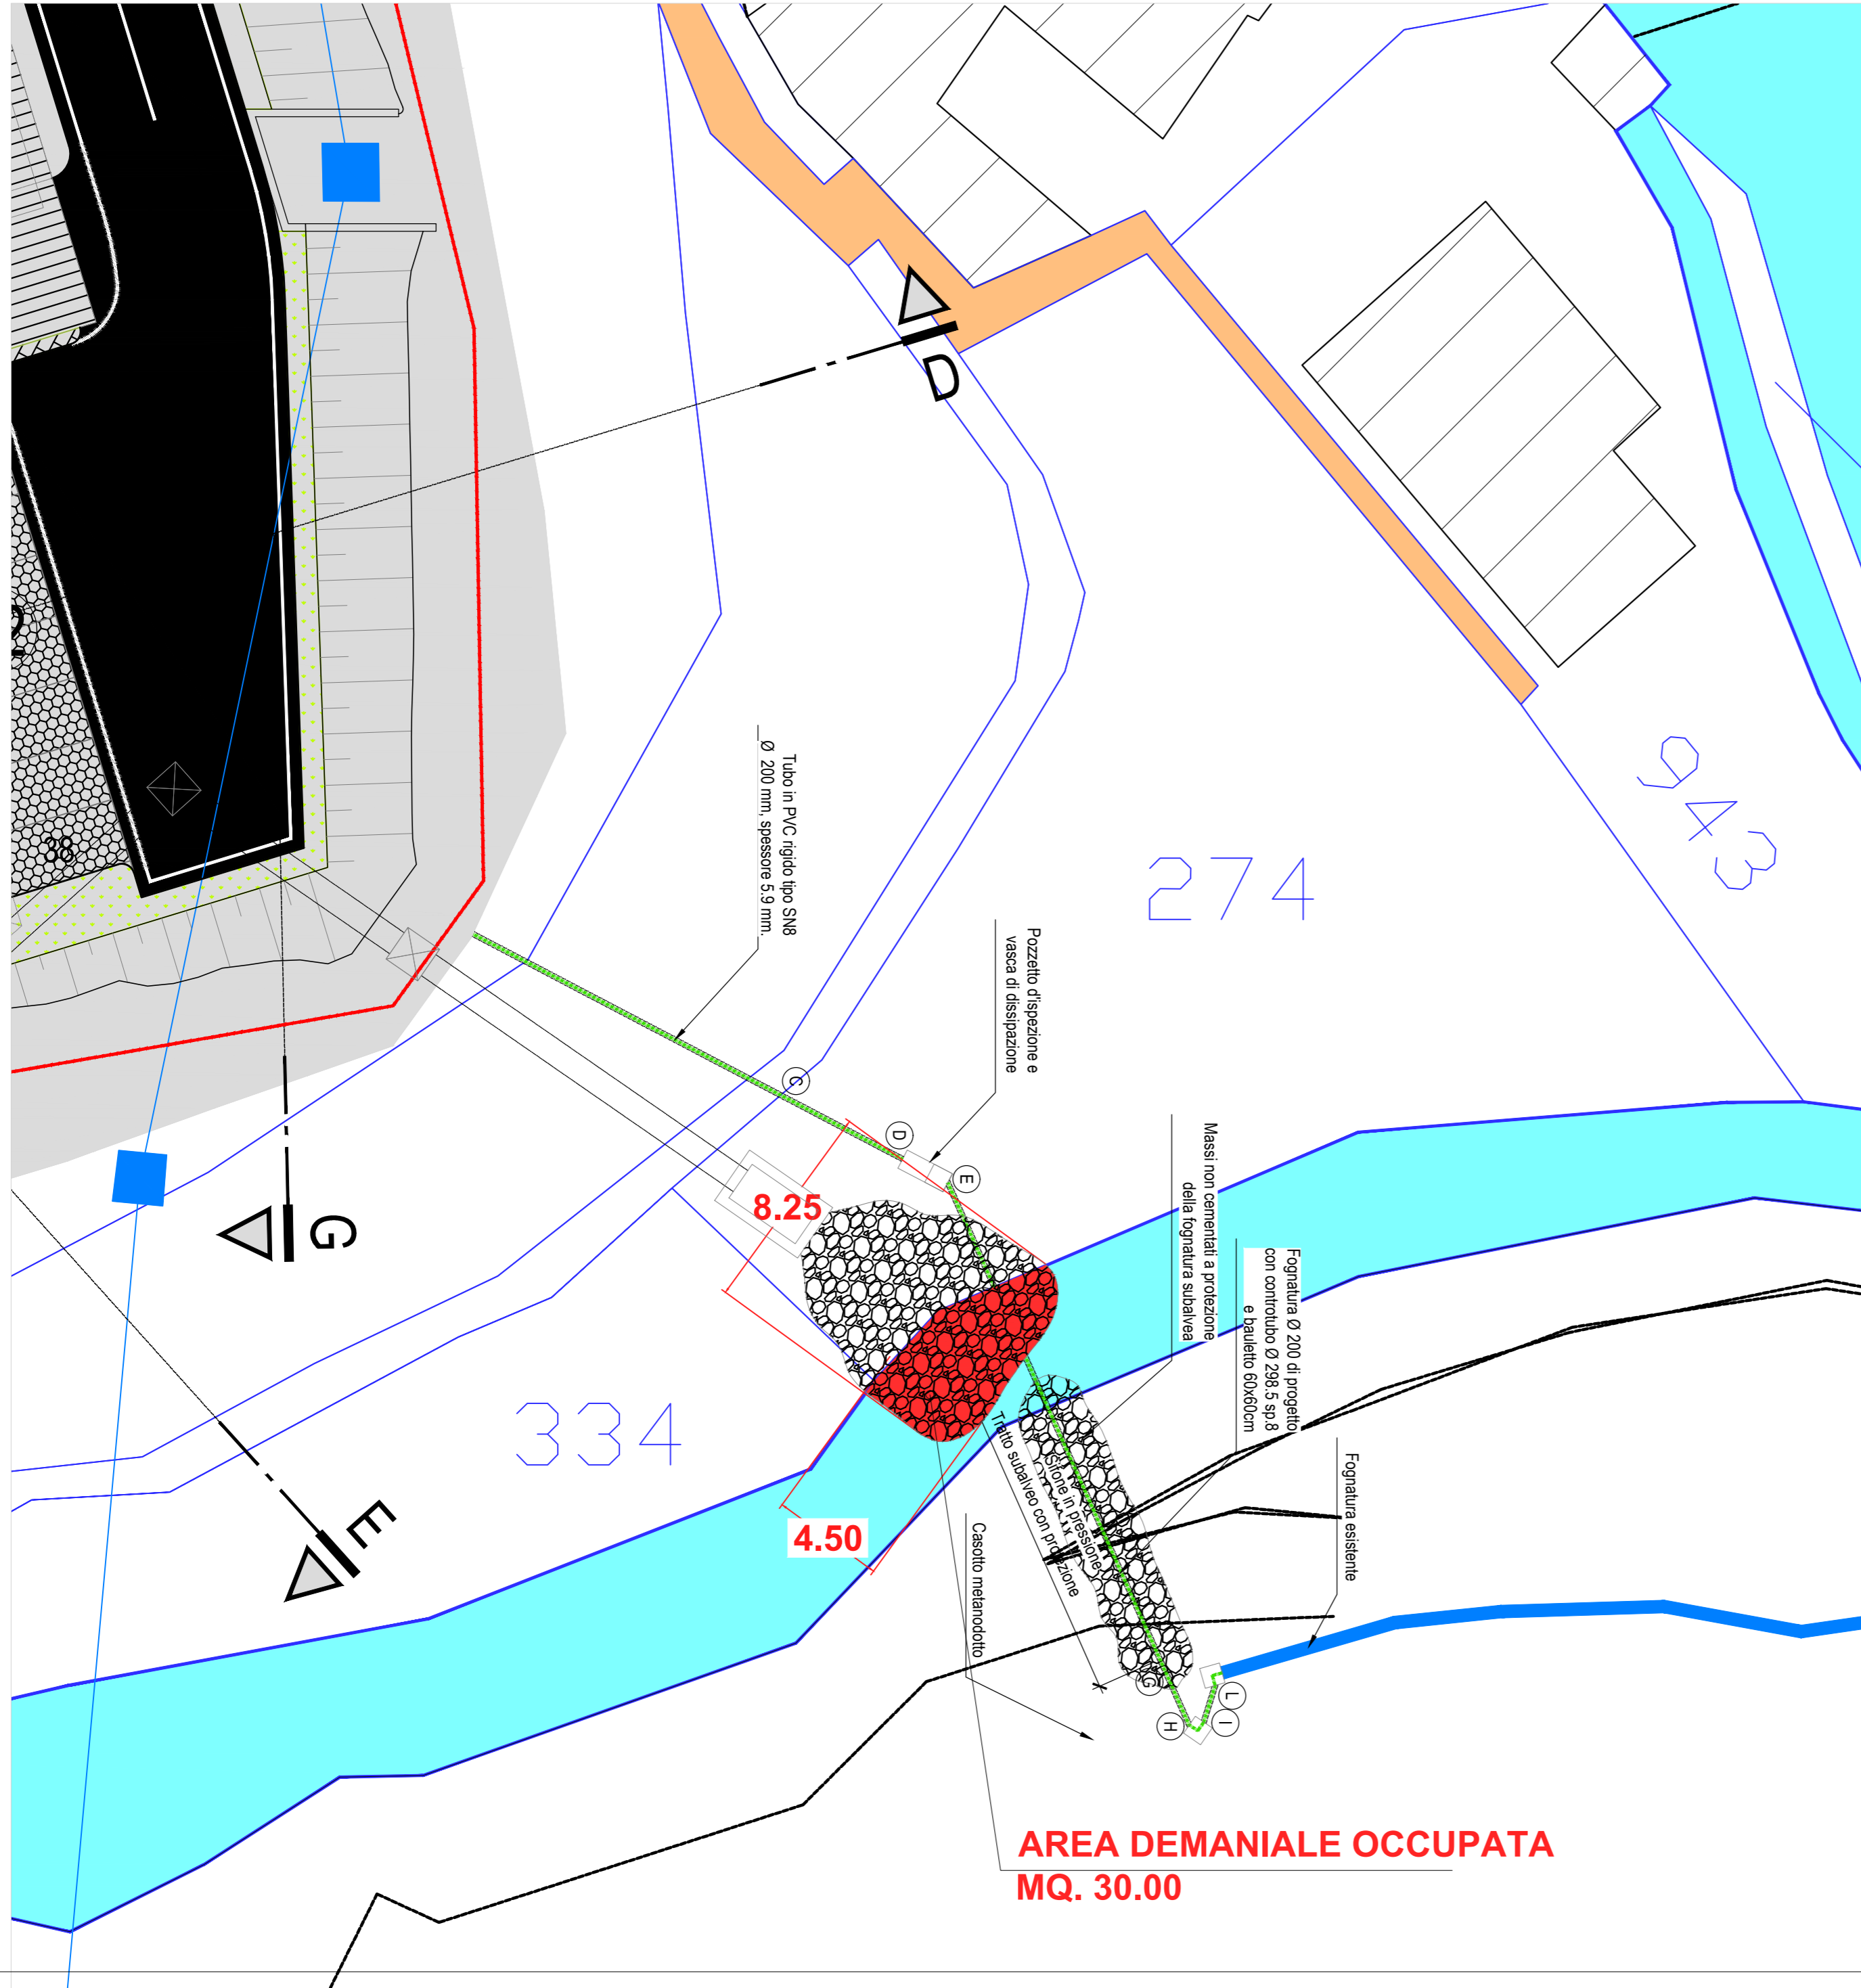 D
943
274
Tubo in PVC rigido tipo SN8
Ø 200 mm, spessore 5.9 mm.
Pozzetto d'ispezione e
vasca di dissipazione
38
C
D
E
Massi non cementati a protezione
della fognatura subalvea
8.25
G
Fognatura Ø 200 di progetto
con controtubo Ø 298.5 sp.8
e bauletto 60x60cm
334
Tratto subalveo con protezione
Sifone in pressione
Fognatura esistente
4.50
E
Casotto metanodotto
G
L
I
H
AREA DEMANIALE OCCUPATA
MQ. 30.00